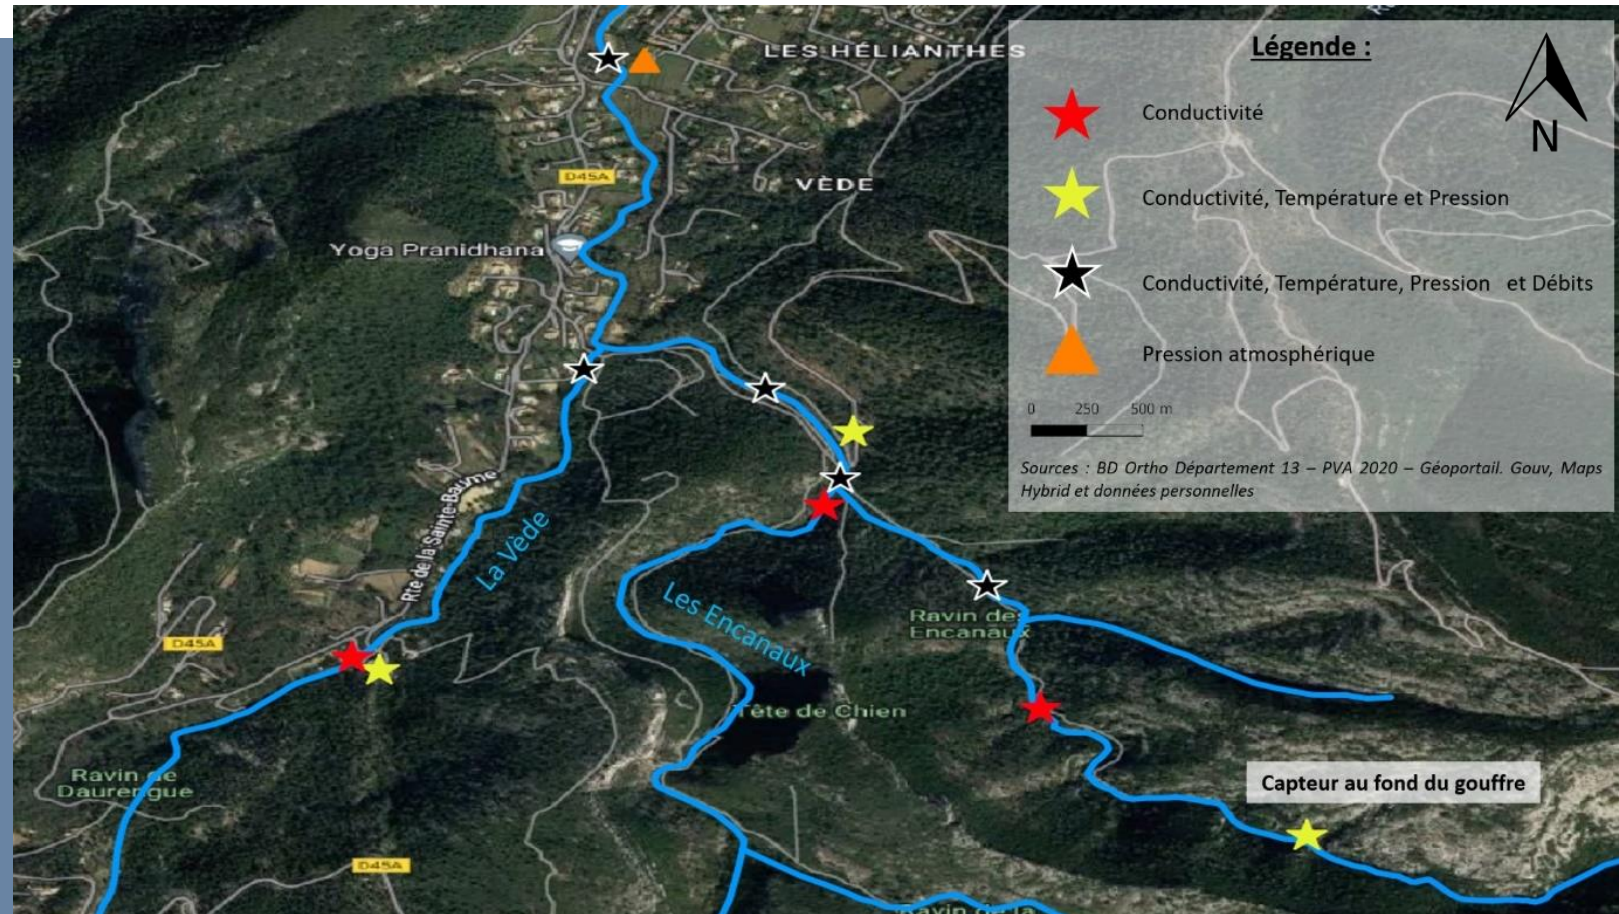 LES HÉLIANTHES
D45A
VÈDE
Yoga Pranidhana
Rte de la Sainte-Baume
La Vède
Les Encanaux
Ravin des
Encanaux
D45A
Tête de Chien
Ravin de
Daurengue
D45A
Ravin de la
Capteur au fond du gouffre
Légende :
N
Conductivité
Conductivité, Température et Pression
Conductivité, Température, Pression et Débits
Pression atmosphérique
0 250 500 m
Sources : BD Ortho Département 13 – PVA 2020 – Géoportail. Gouv, Maps
Hybrid et données personnelles